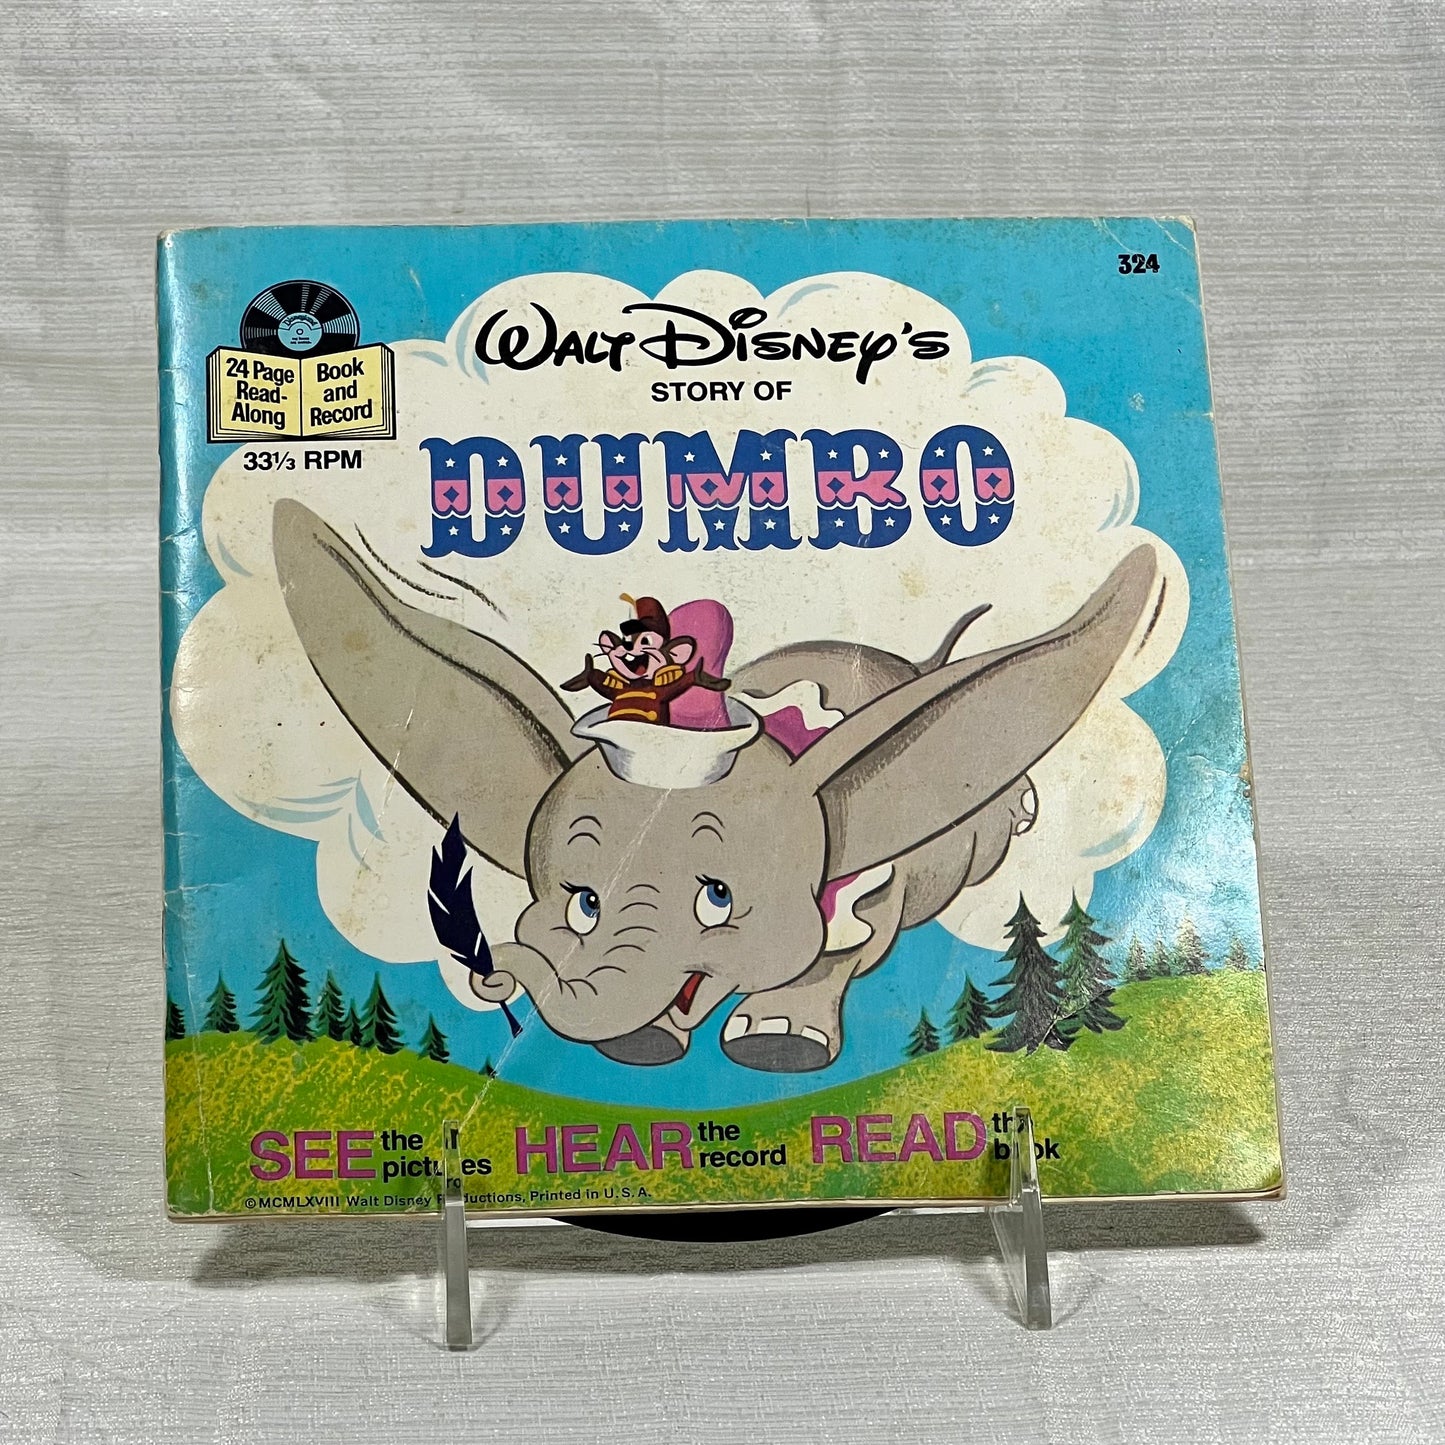 324
WALT DISNEY'S
STORY OF
DUMBO
Disneyland
24 Page
Read-
Along
Book
and
Record
33⅓ RPM
SEE the pictures HEAR the record READ the book
©MCMLXVIII Walt Disney Productions, Printed in U.S.A.